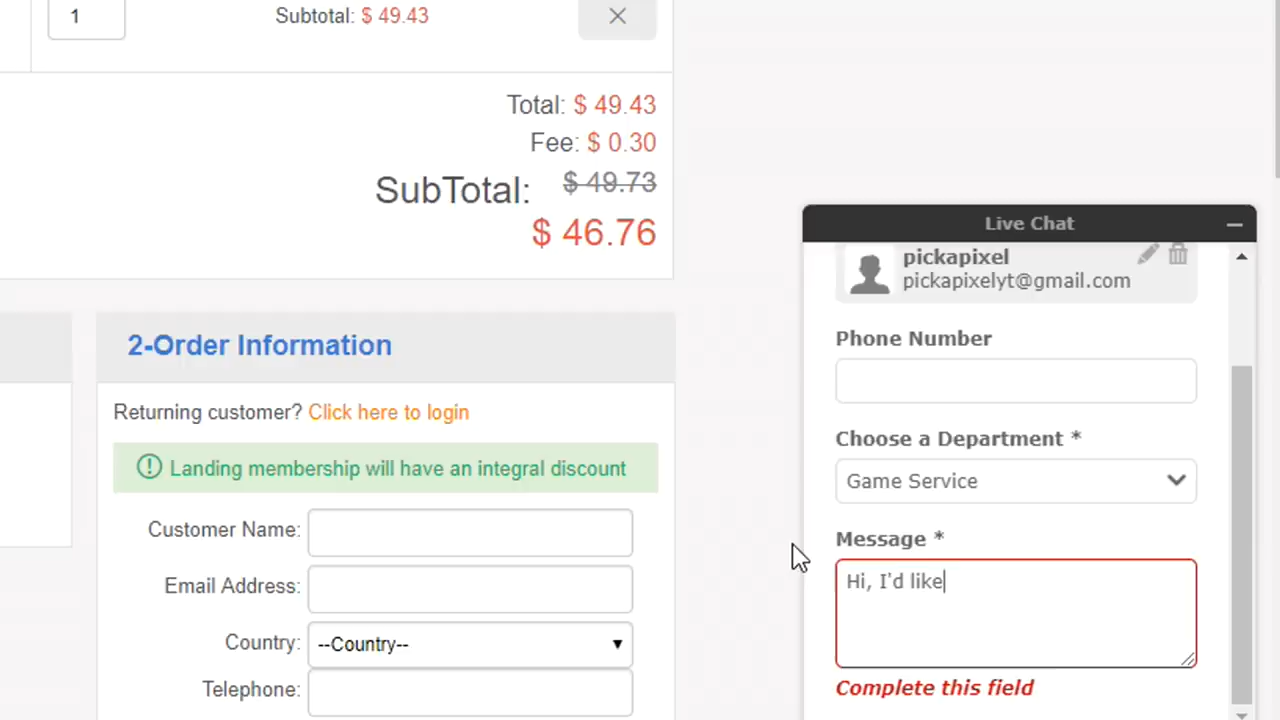 1
Subtotal: $ 49.43
Total: $ 49.43
Fee: $ 0.30
SubTotal: $ 49.73
$ 46.76
2-Order Information
Returning customer? Click here to login
Landing membership will have an integral discount
Customer Name:
Email Address:
Country: --Country--
Telephone:
Live Chat
pickapixel
pickapixelyt@gmail.com
Phone Number
Choose a Department *
Game Service
Message *
Hi, I'd like
Complete this field